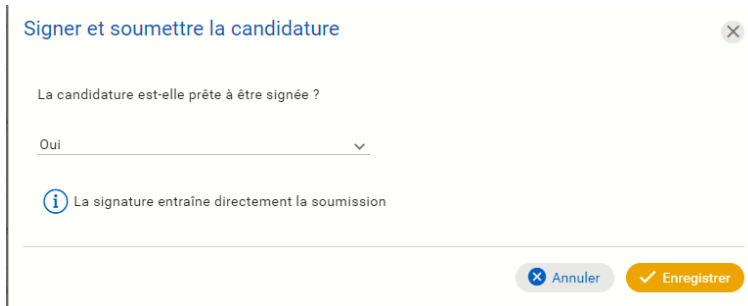 Signer et soumettre la candidature
La candidature est-elle prête à être signée ?
Oui
La signature entraîne directement la soumission
Annuler
Enregistrer